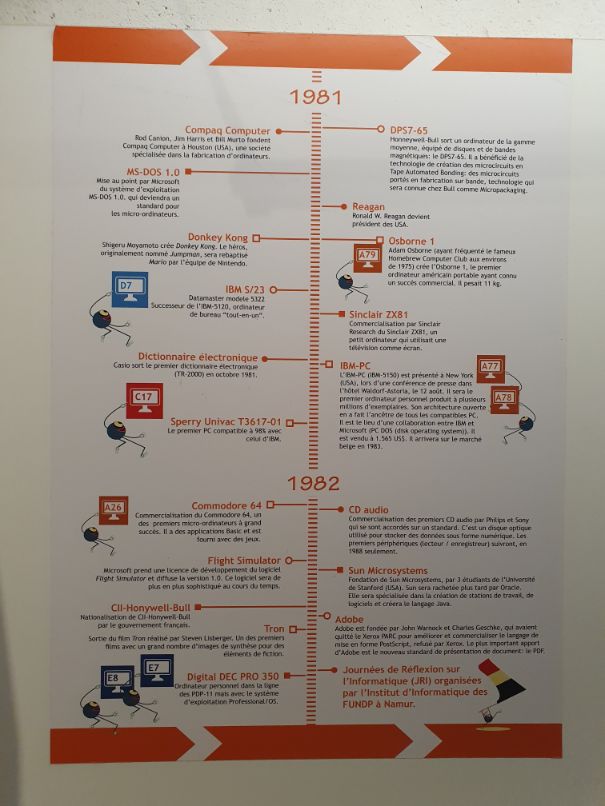 1981
Compaq Computer
Rod Canion, Jim Harris et Bill Murto fondent
Compaq Computer à Houston (USA), une société
spécialisée dans la fabrication d'ordinateurs.
DPS7-65
Honneywell-Bull sort un ordinateur de la gamme
moyenne, équipé de disques et de bandes
magnétiques: le DPS7-65. Il a bénéficié de la
technologie de création des microcircuits en
Tape Automated Bonding: des microcircuits
portés en fabrication sur bande, technologie qui
sera connue chez Bull comme Micropackaging.
MS-DOS 1.0
Mise au point par Microsoft
du système d'exploitation
MS-DOS 1.0, qui deviendra un
standard pour
les micro-ordinateurs.
Reagan
Ronald W. Reagan devient
président des USA.
Donkey Kong
Shigeru Moyamoto crée Donkey Kong. Le héros,
originalement nommé Jumpman, sera rebaptisé
Mario par l'équipe de Nintendo.
Osborne 1
A79
Adam Osborne (ayant fréquenté le fameux
Homebrew Computer Club aux environs
de 1975) crée l'Osborne 1, le premier
ordinateur américain portable ayant connu
un succès commercial. Il pesait 11 kg.
D7
IBM S/23
Datamaster modele 5322
Successeur de l'IBM-5120, ordinateur
de bureau "tout-en-un".
Sinclair ZX81
Commercialisation par Sinclair
Research du Sinclair ZX81, un
petit ordinateur qui utilisait une
télévision comme écran.
Dictionnaire électronique
Casio sort le premier dictionnaire électronique
(TR-2000) en octobre 1981.
IBM-PC
L'IBM-PC (IBM-5150) est présenté à New York
(USA), lors d'une conférence de presse dans
l'hôtel Waldorf-Astoria, le 12 août. Il sera le
premier ordinateur personnel produit à plusieurs
millions d'exemplaires. Son architecture ouverte
en a fait l'ancêtre de tous les compatibles PC.
Il est le lieu d'une collaboration entre IBM et
Microsoft (PC DOS (disk operating system)). Il
est vendu à 1.565 US$. Il arrivera sur le marché
belge en 1983.
A77
A78
C17
Sperry Univac T3617-01
Le premier PC compatible à 98% avec
celui d'IBM.
1982
A26
Commodore 64
Commercialisation du Commodore 64, un
des premiers micro-ordinateurs à grand
succès. Il a des applications Basic et est
fourni avec des jeux.
CD audio
Commercialisation des premiers CD audio par Philips et Sony
qui se sont accordés sur un standard. C'est un disque optique
utilisé pour stocker des données sous forme numérique. Les
premiers périphériques (lecteur / enregistreur) suivront, en
1988 seulement.
Flight Simulator
Microsoft prend une licence de développement du logiciel
Flight Simulator et diffuse la version 1.0. Ce logiciel sera de
plus en plus sophistiqué au cours du temps.
Sun Microsystems
Fondation de Sun Microsystems, par 3 étudiants de l'Université
de Stanford (USA). Sun sera rachetée plus tard par Oracle.
Elle sera spécialisée dans la création de stations de travail, de
logiciels et créera le langage Java.
CII-Honywell-Bull
Nationalisation de CII-Honywell-Bull
par le gouvernement français.
Adobe
Adobe est fondée par John Warnock et Charles Geschke, qui avaient
quitté le Xerox PARC pour améliorer et commercialiser le langage de
mise en forme PostScript, refusé par Xerox. Le plus important apport
d'Adobe est le nouveau standard de présentation de document: le PDF.
Tron
Sortie du film Tron réalisé par Steven Lisberger. Un des premiers
films avec un grand nombre d'images de synthèse pour des
éléments de fiction.
E8
E7
Digital DEC PRO 350
Ordinateur personnel dans la ligne
des PDP-11 mais avec le système
d'exploitation Professional/OS.
Journées de Réflexion sur
l'Informatique (JRI) organisées
par l'Institut d'Informatique des
FUNDP à Namur.